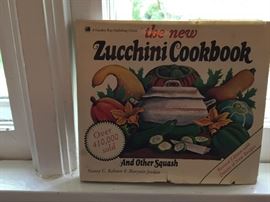 A Garden Way Publishing Classic
the new
Zucchini Cookbook
Over
410,000
sold
And Other Squash
Nancy C. Ralston & Marynor Jordan